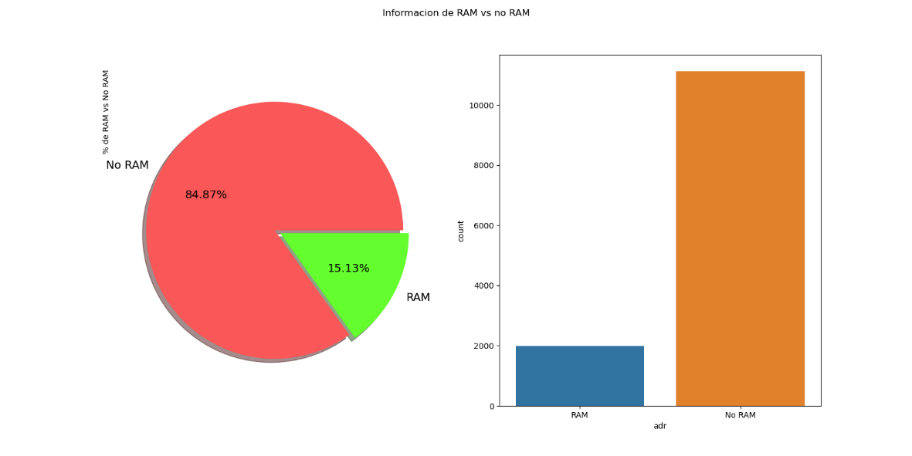 Informacion de RAM vs no RAM
% de RAM vs No RAM
No RAM
84.87%
15.13%
RAM
count
10000
8000
6000
4000
2000
0
RAM
No RAM
adr